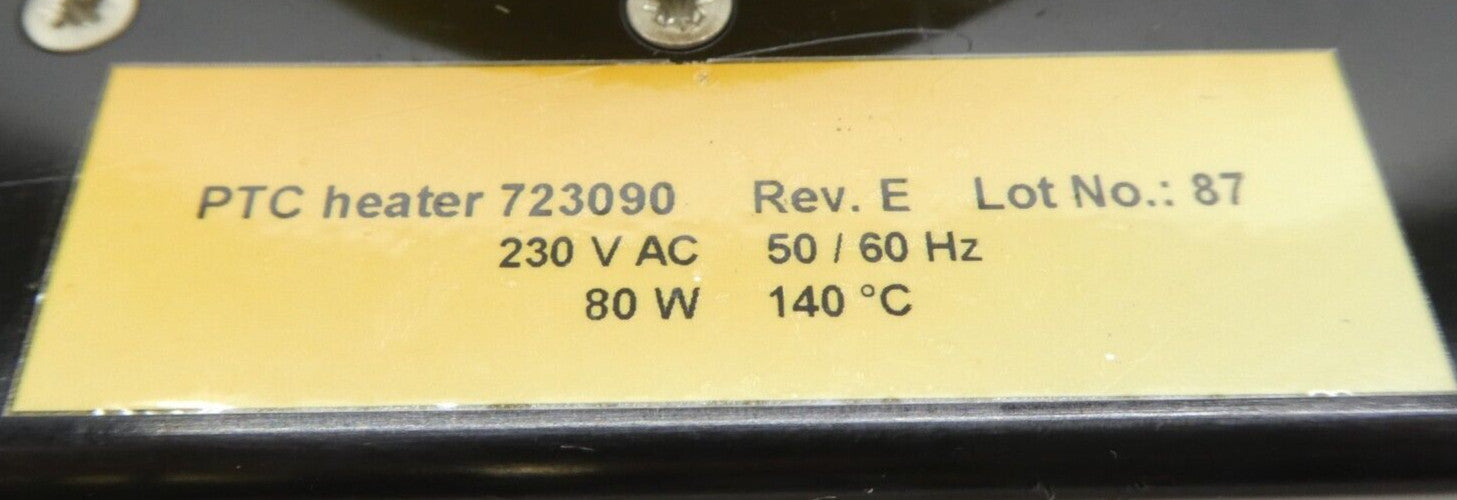 PTC heater 723090 Rev. E Lot No.: 87
230 V AC 50 / 60 Hz
80 W 140 °C